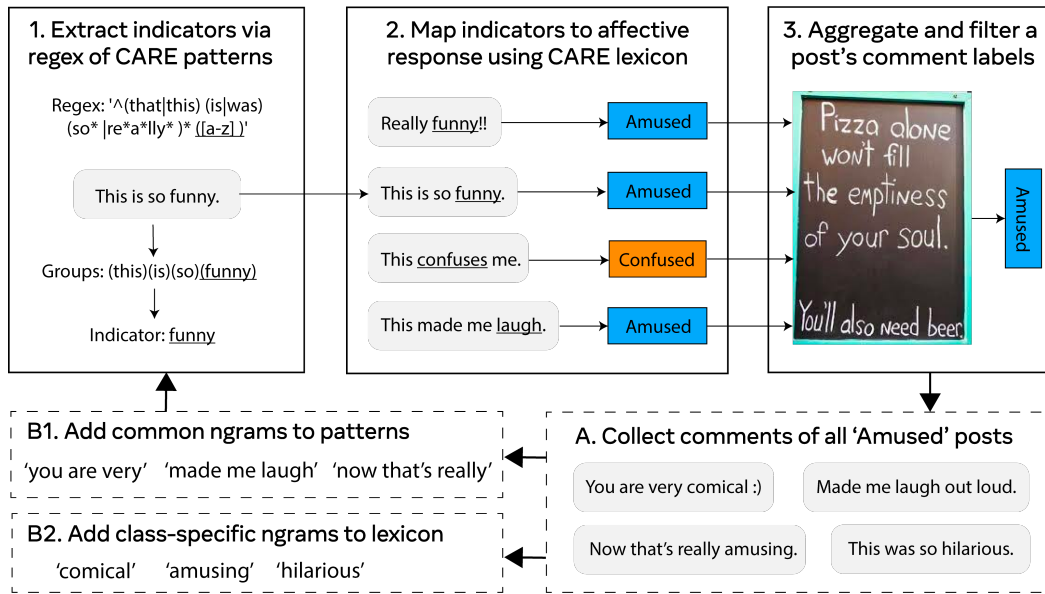 1. Extract indicators via
regex of CARE patterns
Regex: '^(that|this) (is|was)
(so* |re*a*lly* )* ([a-z] )'
This is so funny.
Groups: (this)(is)(so)(funny)
Indicator: funny
2. Map indicators to affective
response using CARE lexicon
Really funny!!
Amused
This is so funny.
Amused
This confuses me.
Confused
This made me laugh.
Amused
3. Aggregate and filter a
post's comment labels
Pizza alone
won't fill
the emptiness
of your soul.
You'll also need beer.
Amused
A. Collect comments of all ‘Amused’ posts
You are very comical :)
Made me laugh out loud.
Now that's really amusing.
This was so hilarious.
B1. Add common ngrams to patterns
‘you are very’ ‘made me laugh’ ‘now that's really’
B2. Add class-specific ngrams to lexicon
‘comical’ ‘amusing’ ‘hilarious’